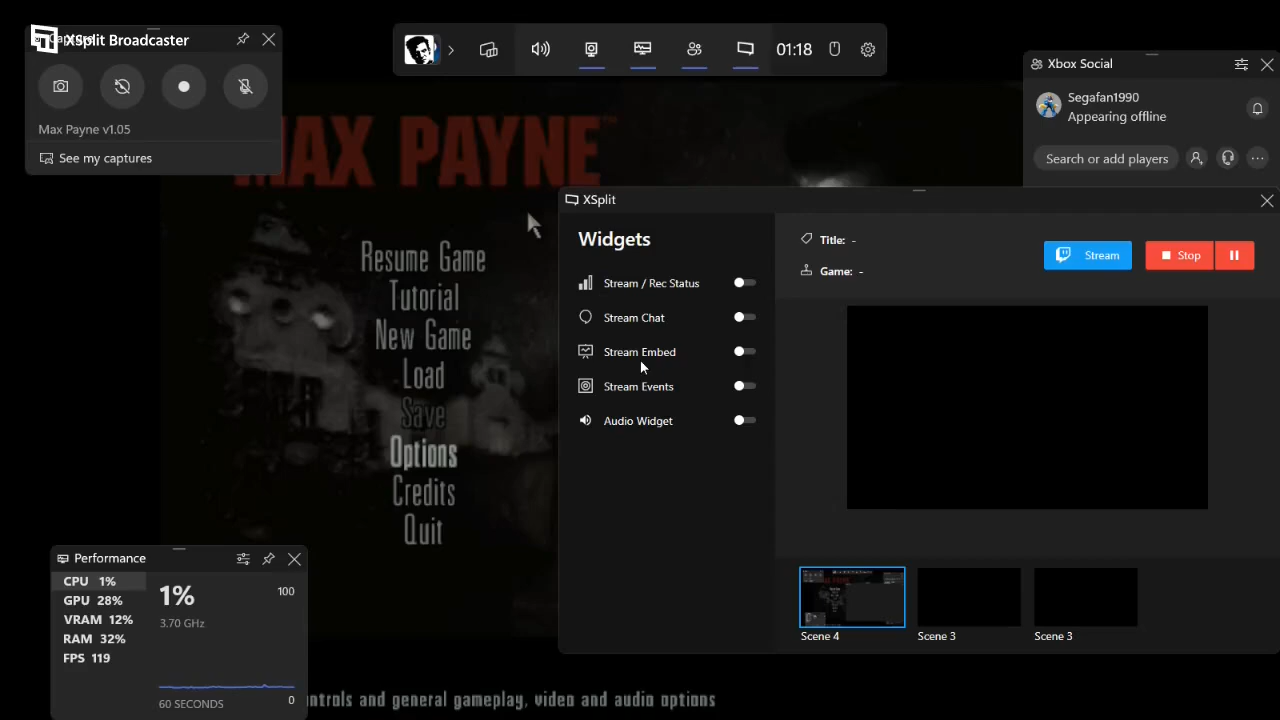 XSplit Broadcaster
Max Payne v1.05
See my captures
01:18
Xbox Social
Segafan1990
Appearing offline
Search or add players
MAX PAYNE
Resume Game
Tutorial
New Game
Load
Save
Options
Credits
Quit
XSplit
Widgets
Stream / Rec Status
Stream Chat
Stream Embed
Stream Events
Audio Widget
Title: -
Game: -
Stream
Stop
Scene 4
Scene 3
Scene 3
Performance
CPU 1%
GPU 28%
VRAM 12%
RAM 32%
FPS 119
1%
3.70 GHz
100
60 SECONDS
0
and general gameplay, video and audio options